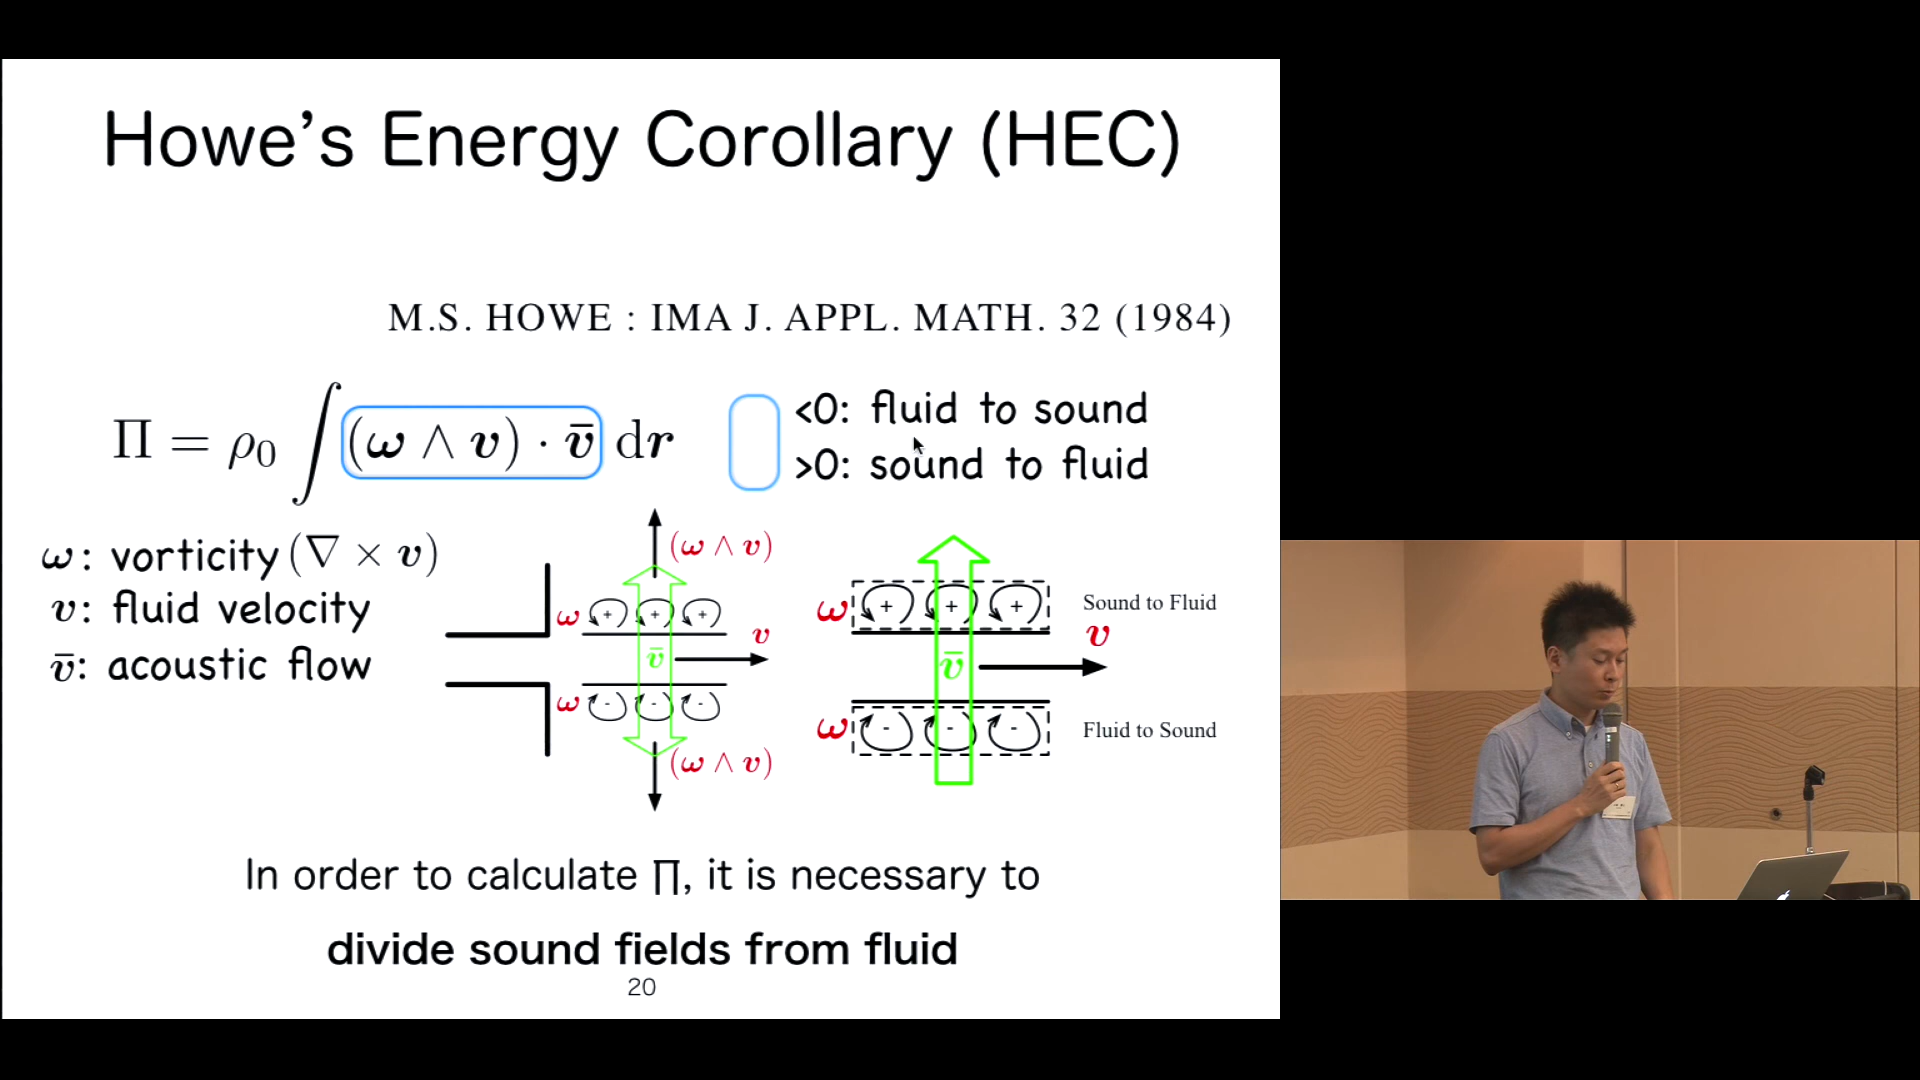 Howe's Energy Corollary (HEC)
M.S. HOWE : IMA J. APPL. MATH. 32 (1984)
Π = ρ₀ ∫ (ω ∧ v) · v̄ dr
<0: fluid to sound
>0: sound to fluid
ω: vorticity (∇ × v)
v: fluid velocity
v̄: acoustic flow
(ω ∧ v)
ω + + +
v
v̄
ω - - -
(ω ∧ v)
ω + + + Sound to Fluid
v
v̄
ω - - - Fluid to Sound
In order to calculate Π, it is necessary to
divide sound fields from fluid
20